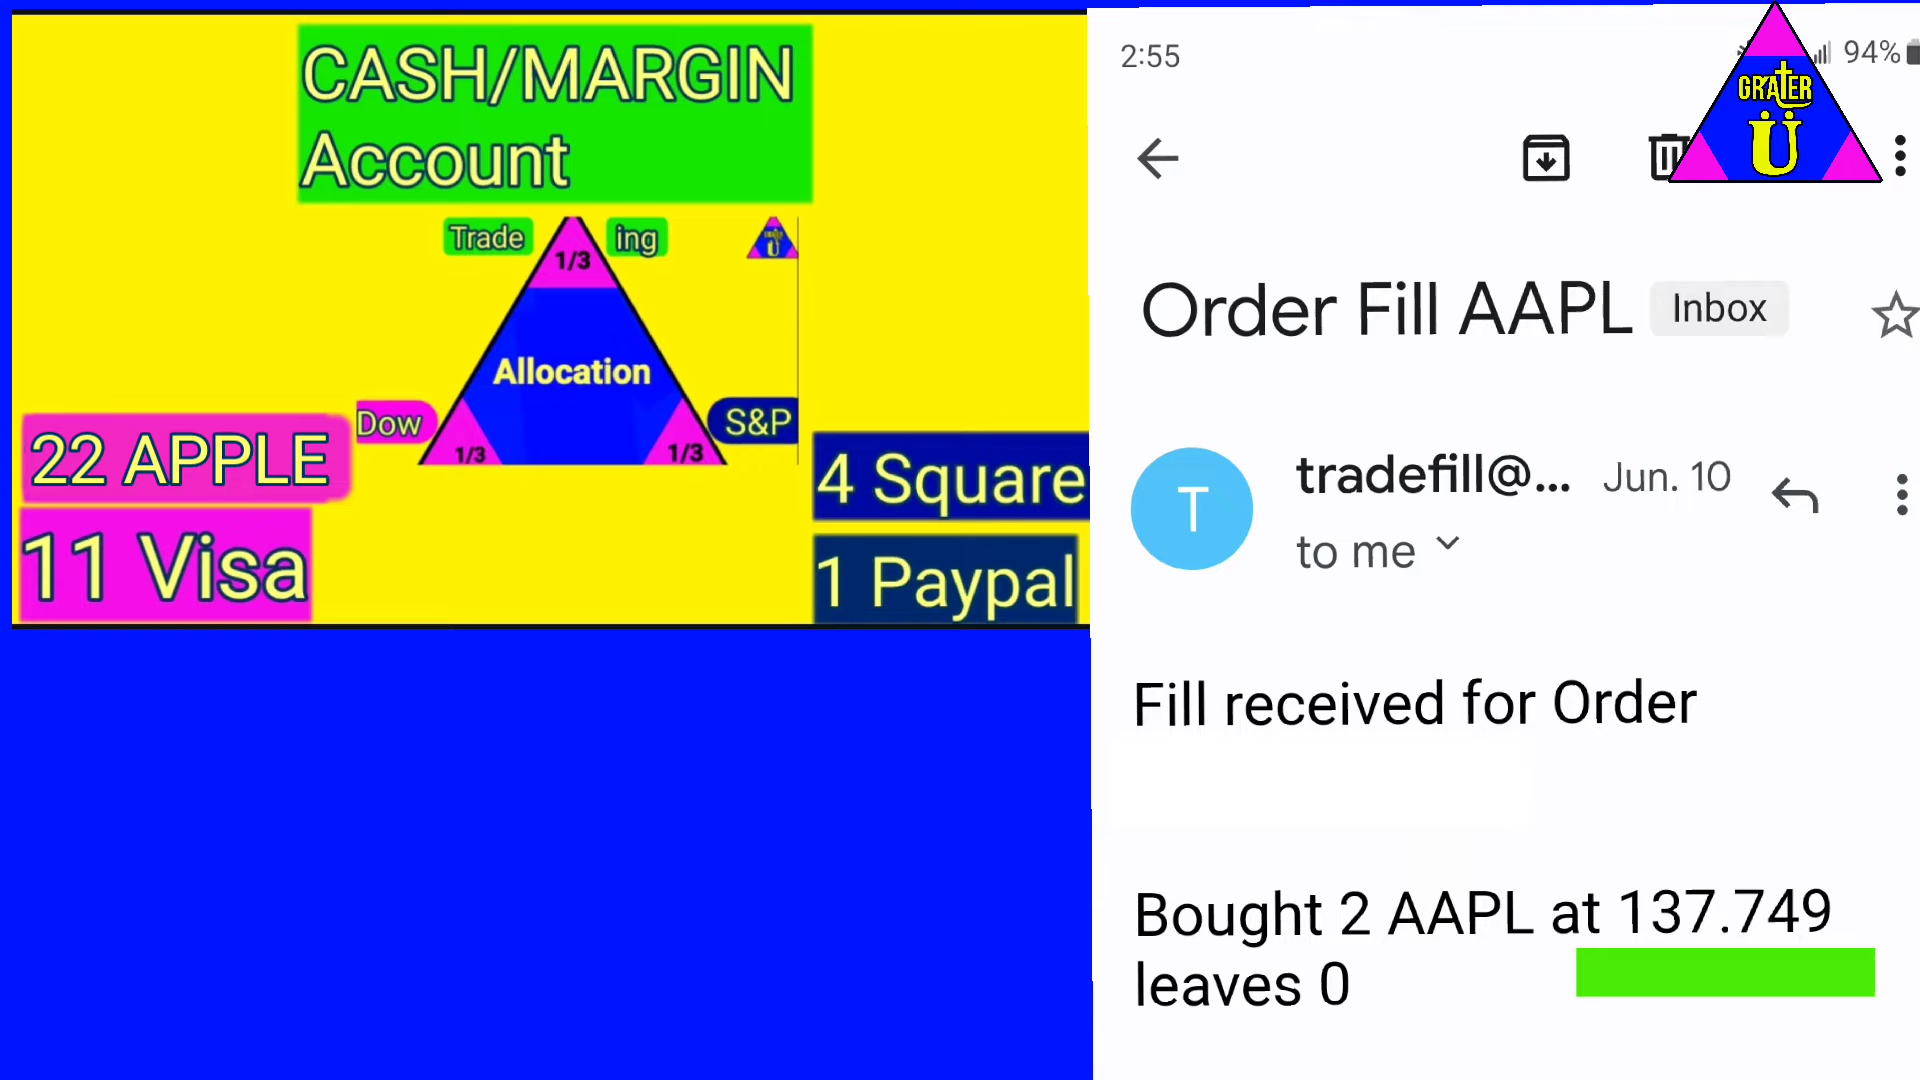 CASH/MARGIN
Account
Trade
ing
1/3
Allocation
Dow
S&P
1/3
1/3
22 APPLE
11 Visa
4 Square
1 Paypal
2:55
94%
GRATER
Ü
Order Fill AAPL
Inbox
T
tradefill@...
Jun. 10
to me
Fill received for Order
Bought 2 AAPL at 137.749
leaves 0